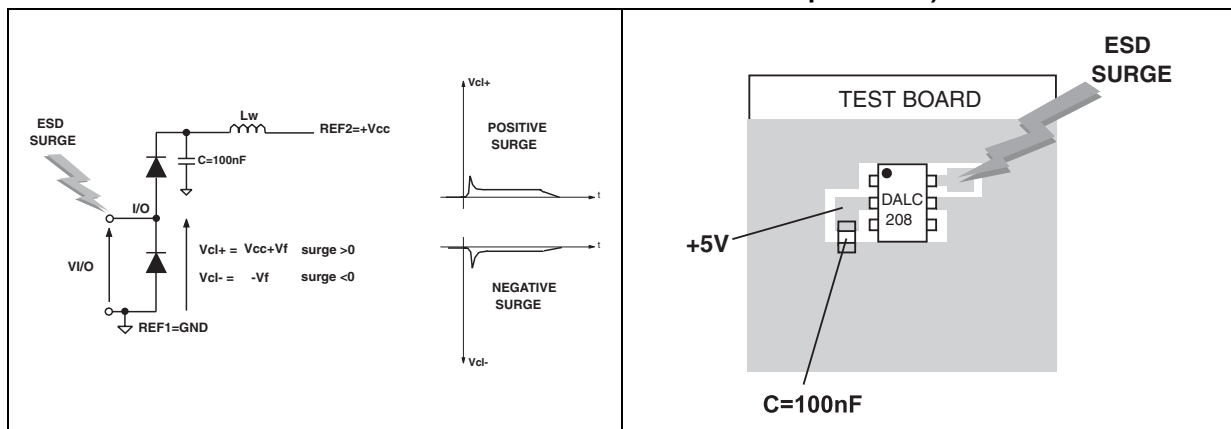 ESD
SURGE
Lw
REF2=+Vcc
C=100nF
I/O
VI/O
Vcl+ = Vcc+Vf surge >0
Vcl- = -Vf surge <0
REF1=GND
Vcl+
POSITIVE
SURGE
t
t
NEGATIVE
SURGE
Vcl-
ESD
SURGE
TEST BOARD
DALC
208
+5V
C=100nF